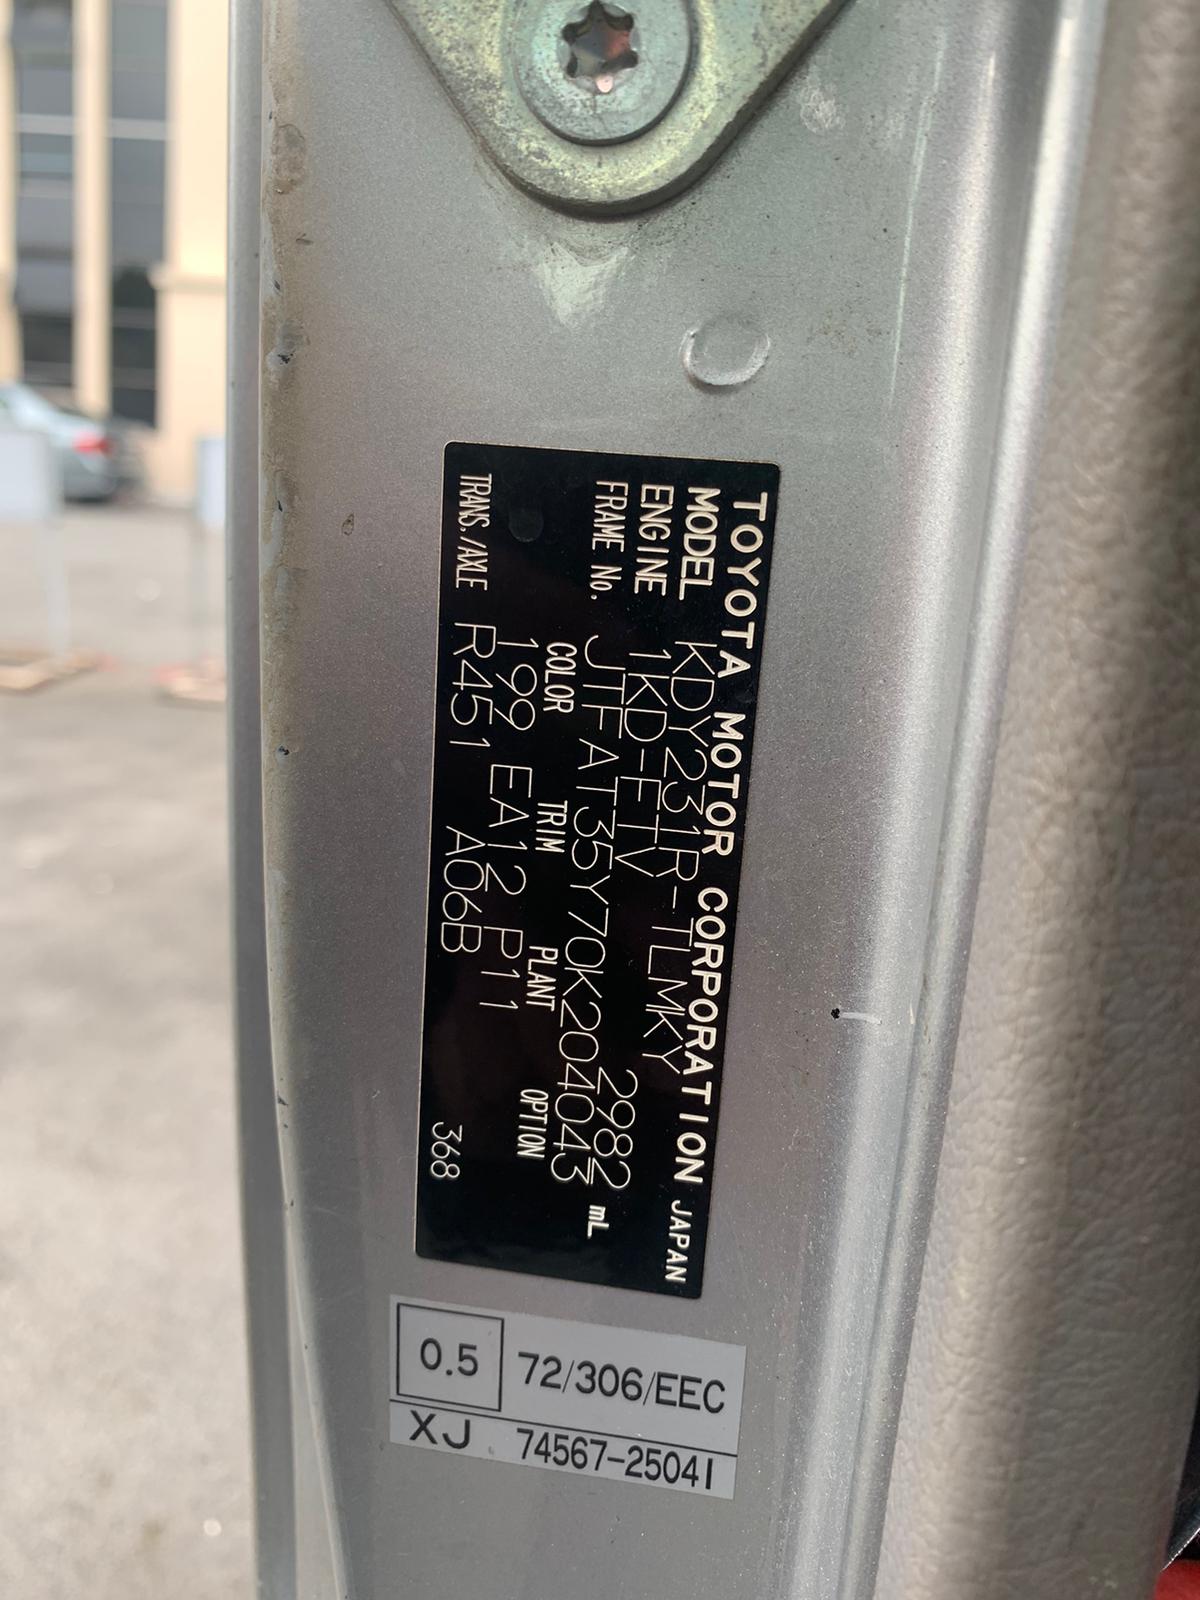 TOYOTA MOTOR CORPORATION JAPAN
MODEL KDY231R-TLMKY
ENGINE 1KD-FTV 2982 mL
FRAME No. JTFAT35Y70K204043
COLOR TRIM PLANT OPTION
199 EA12 P11
TRANS./AXLE R451 A06B 368
0.5 72/306/EEC
XJ 74567-25041